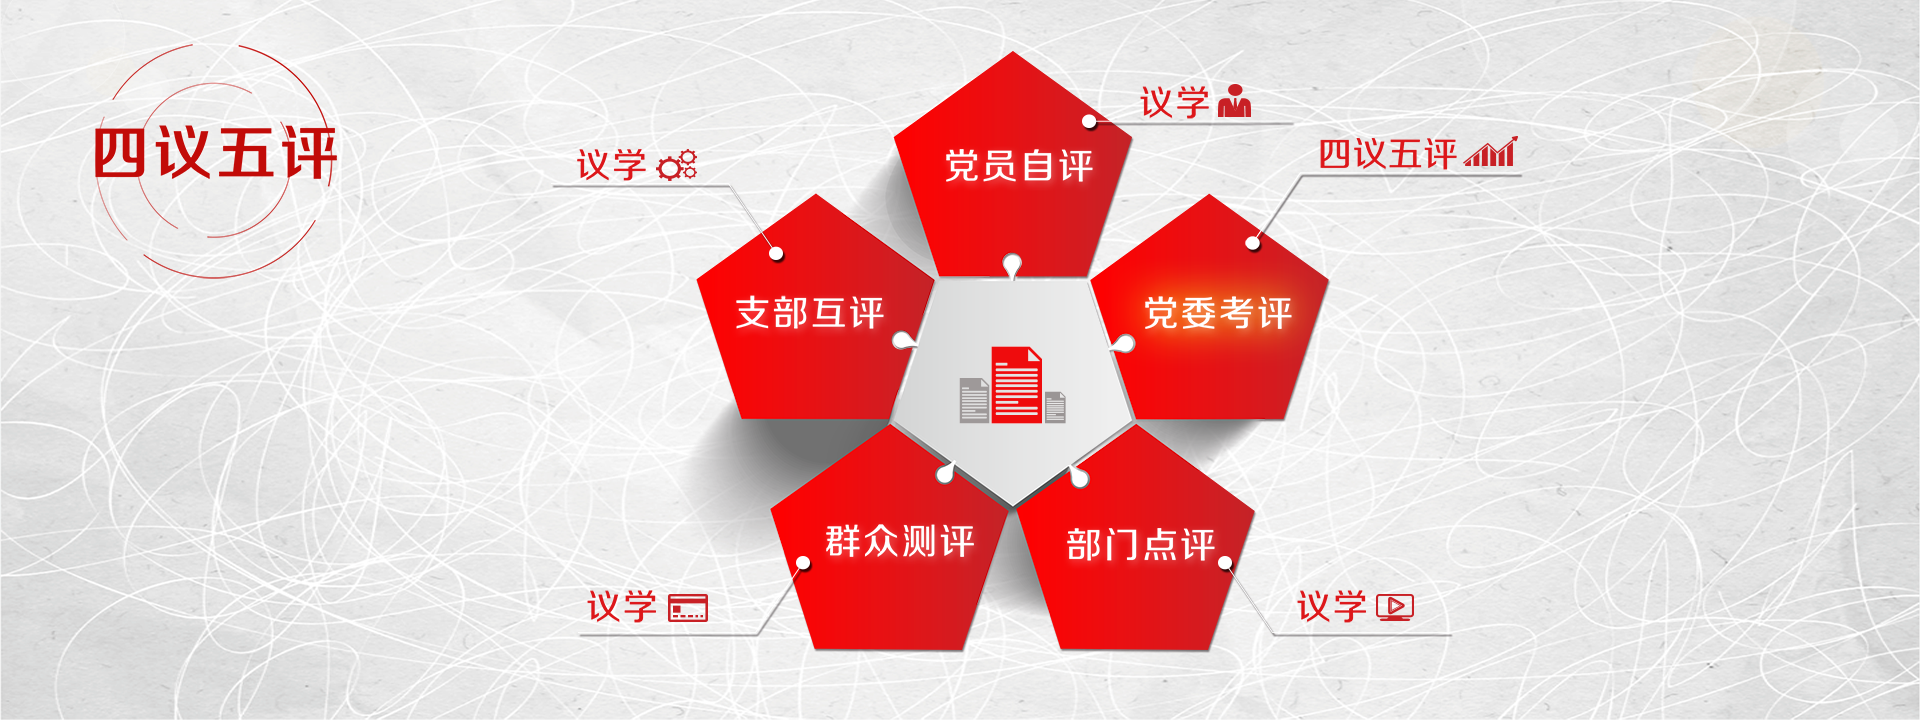 四议五评
议学
党员自评
四议五评
议学
支部互评
党委考评
群众测评
部门点评
议学
议学